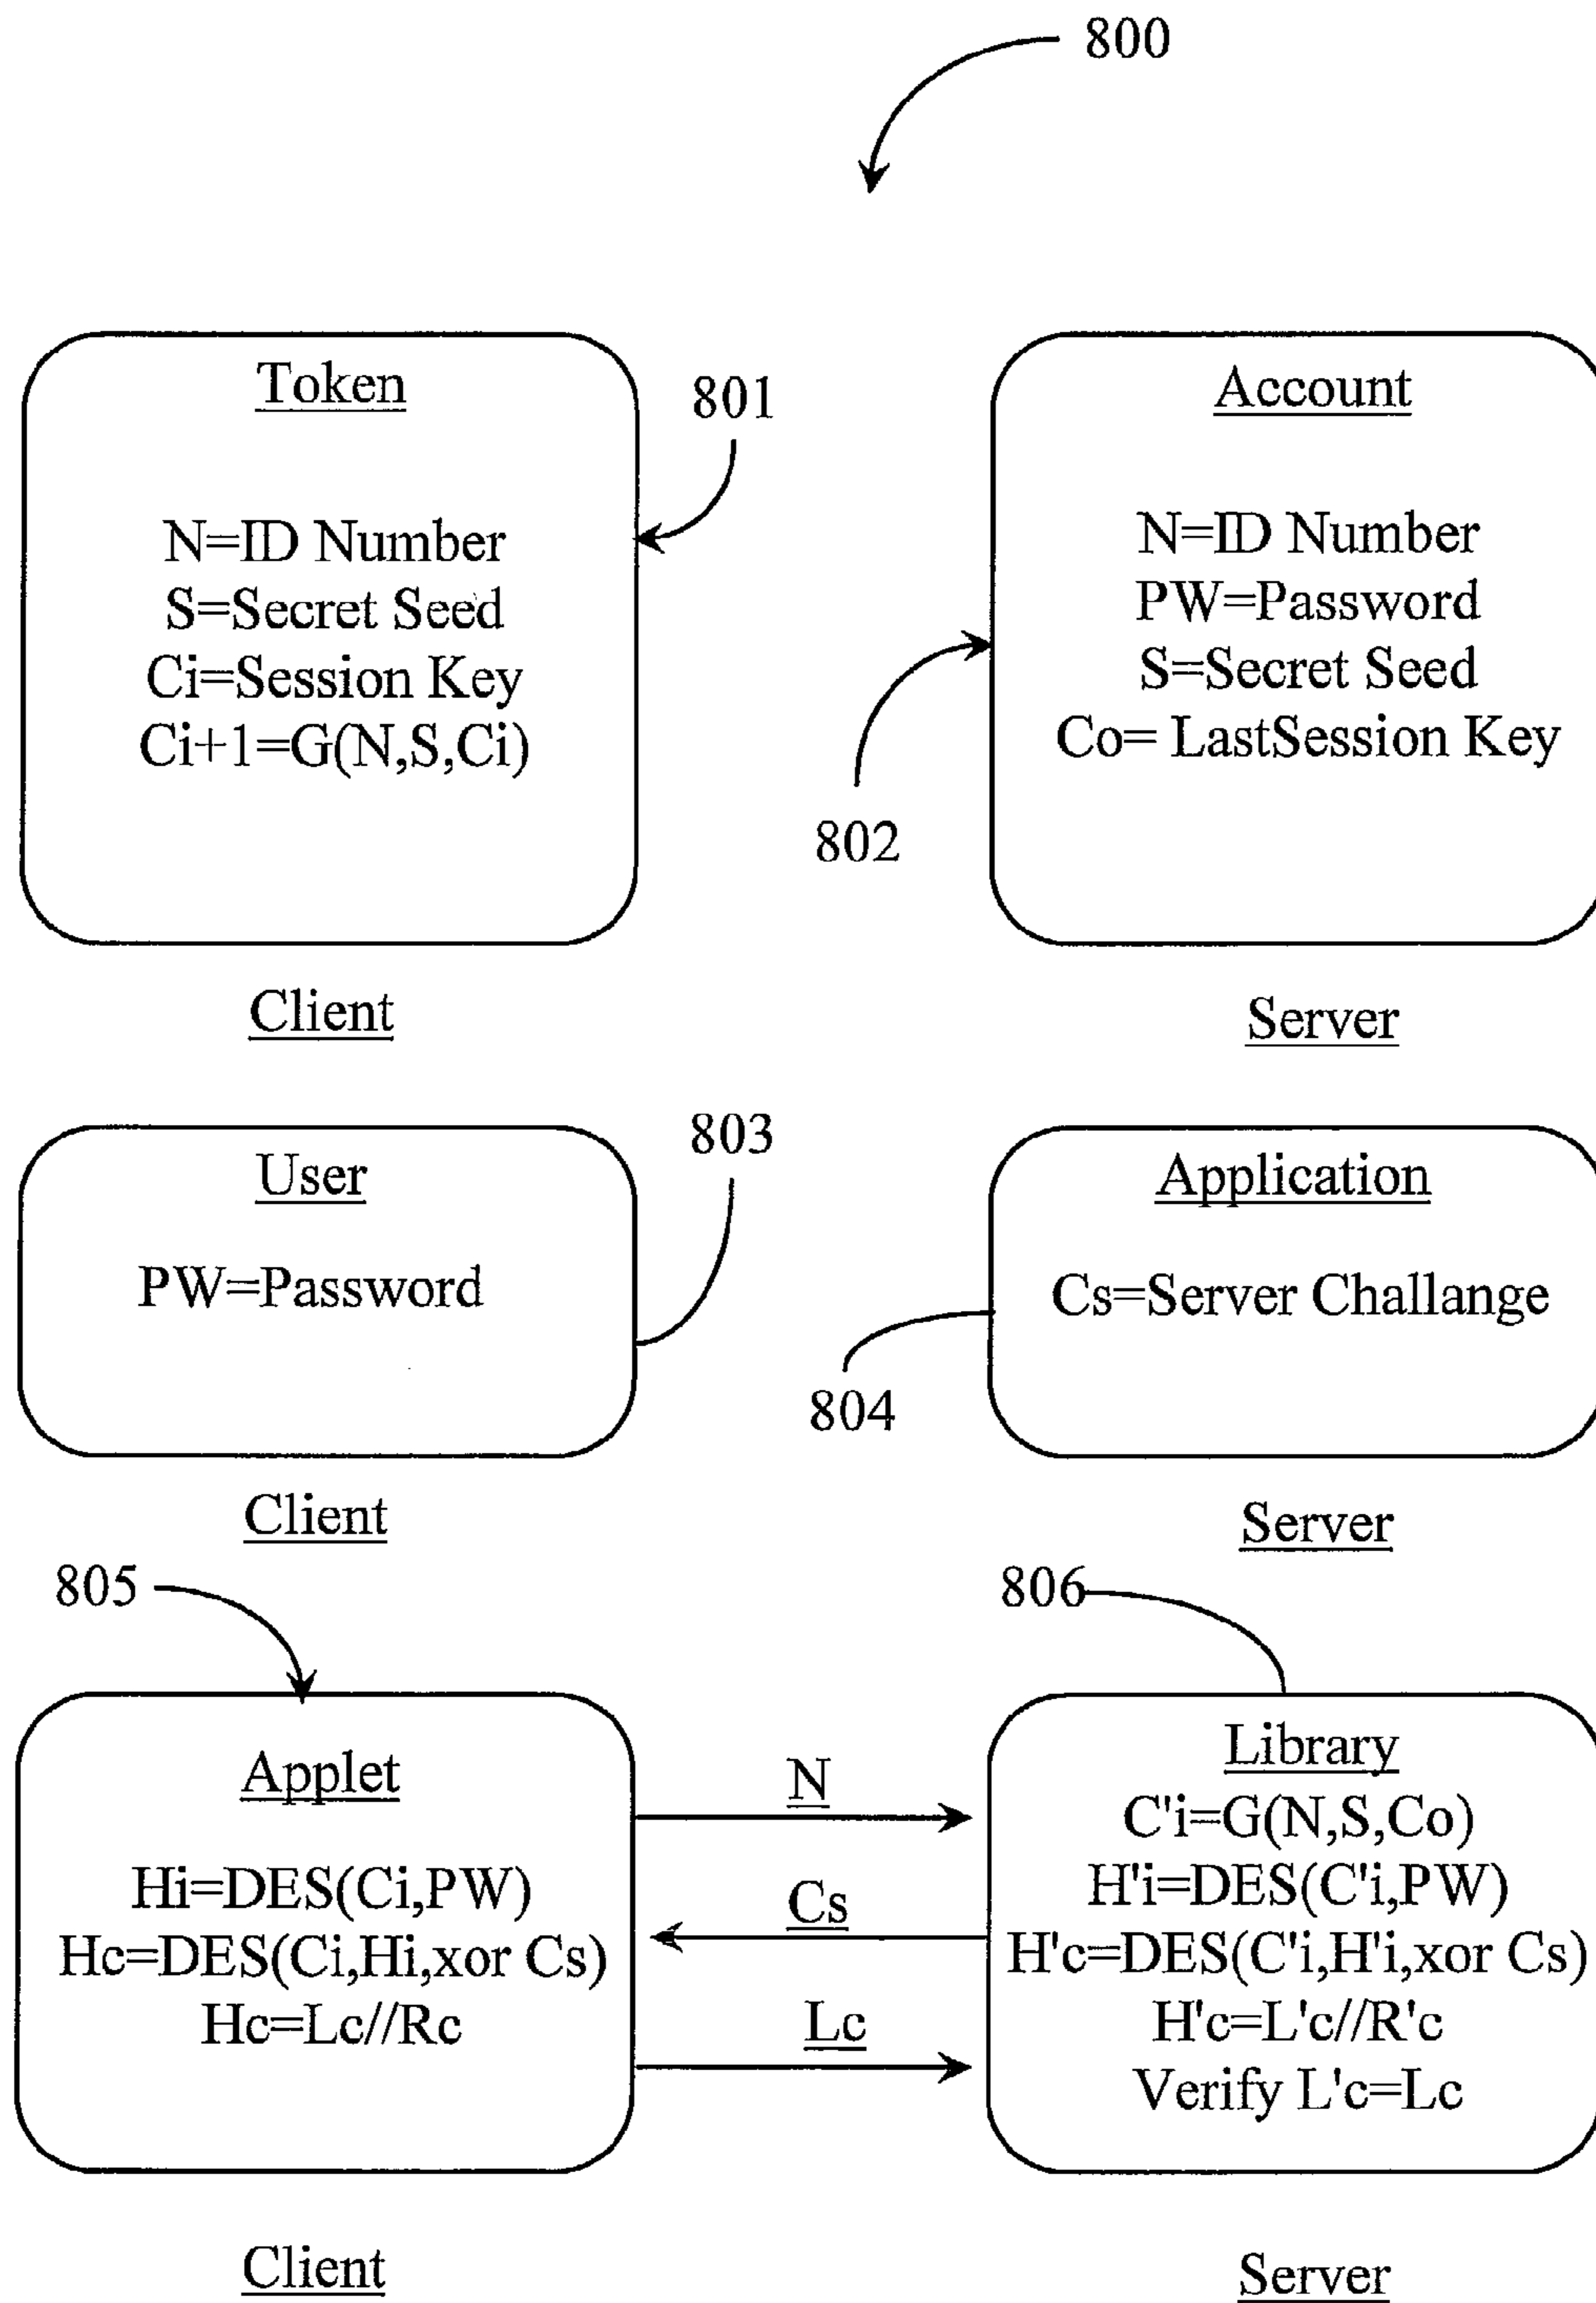 800
Token
N=ID Number
S=Secret Seed
Ci=Session Key
Ci+1=G(N,S,Ci)
801
Account
N=ID Number
PW=Password
S=Secret Seed
Co= LastSession Key
802
Client
Server
User
PW=Password
803
Application
Cs=Server Challange
804
Client
Server
805
806
Applet
Hi=DES(Ci,PW)
Hc=DES(Ci,Hi,xor Cs)
Hc=Lc//Rc
N
Cs
Lc
Library
C'i=G(N,S,Co)
H'i=DES(C'i,PW)
H'c=DES(C'i,H'i,xor Cs)
H'c=L'c//R'c
Verify L'c=Lc
Client
Server